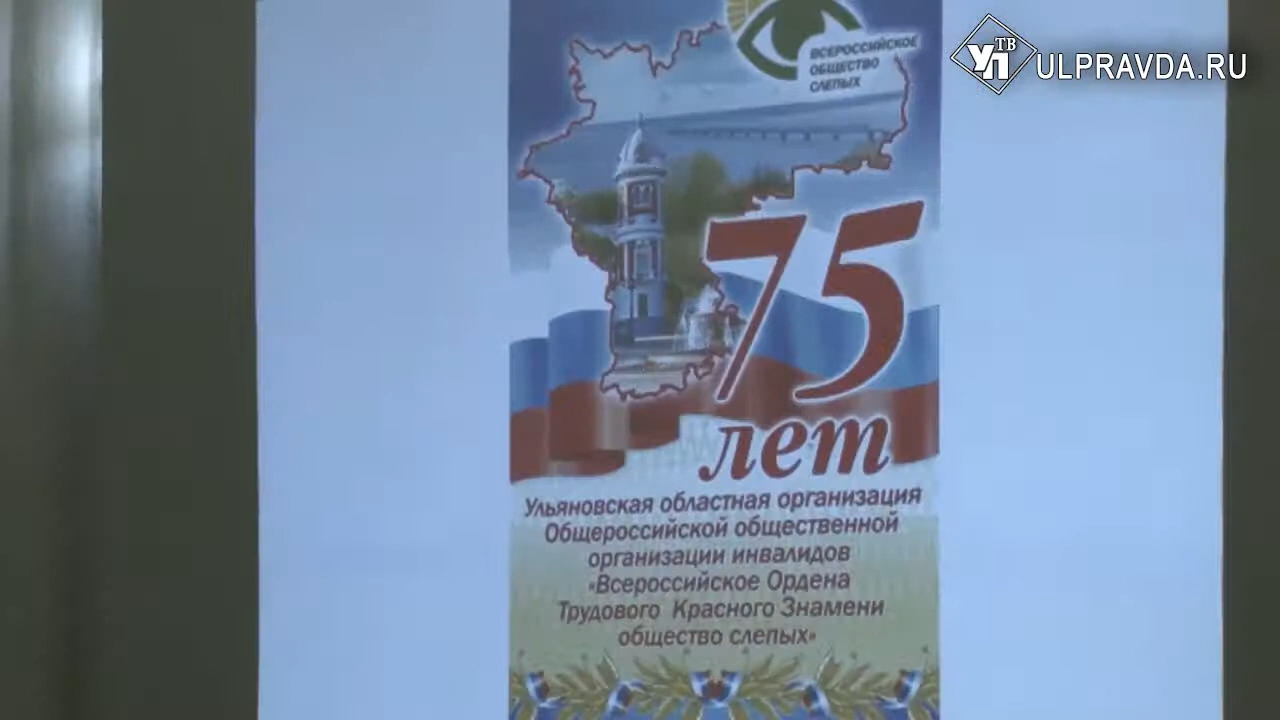 ВСЕРОССИЙСКОЕ
ОБЩЕСТВО
СЛЕПЫХ
УП ТВ ULPRAVDA.RU
75
лет
Ульяновская областная организация
Общероссийской общественной
организации инвалидов
«Всероссийское Ордена
Трудового Красного Знамени
общество слепых»